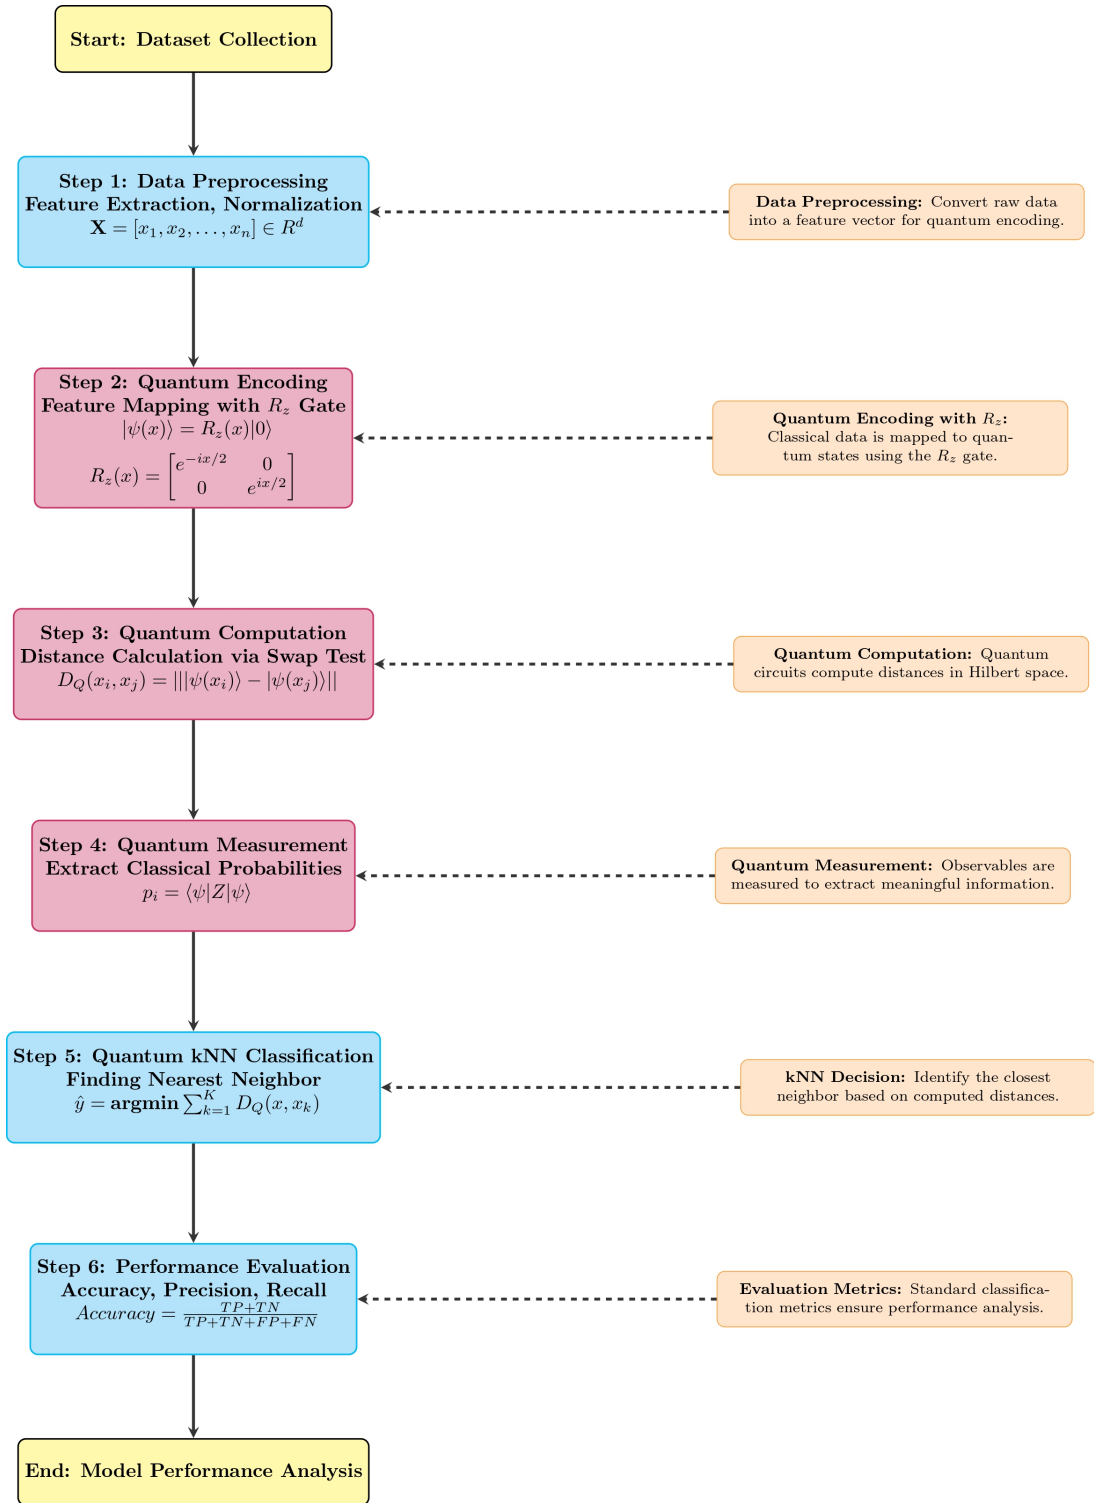 Start: Dataset Collection
Step 1: Data Preprocessing
Feature Extraction, Normalization
X = [x₁, x₂, . . . , xₙ] ∈ Rᵈ
Data Preprocessing: Convert raw data
into a feature vector for quantum encoding.
Step 2: Quantum Encoding
Feature Mapping with R_z Gate
|ψ(x)⟩ = R_z(x)|0⟩
R_z(x) = [e^{-ix/2} 0
0 e^{ix/2}]
Quantum Encoding with R_z:
Classical data is mapped to quan-
tum states using the R_z gate.
Step 3: Quantum Computation
Distance Calculation via Swap Test
D_Q(x_i, x_j) = |||ψ(x_i)⟩ − |ψ(x_j)⟩||
Quantum Computation: Quantum
circuits compute distances in Hilbert space.
Step 4: Quantum Measurement
Extract Classical Probabilities
p_i = ⟨ψ|Z|ψ⟩
Quantum Measurement: Observables are
measured to extract meaningful information.
Step 5: Quantum kNN Classification
Finding Nearest Neighbor
ŷ = argmin ∑_{k=1}^{K} D_Q(x, x_k)
kNN Decision: Identify the closest
neighbor based on computed distances.
Step 6: Performance Evaluation
Accuracy, Precision, Recall
Accuracy = \frac{TP+TN}{TP+TN+FP+FN}
Evaluation Metrics: Standard classifica-
tion metrics ensure performance analysis.
End: Model Performance Analysis